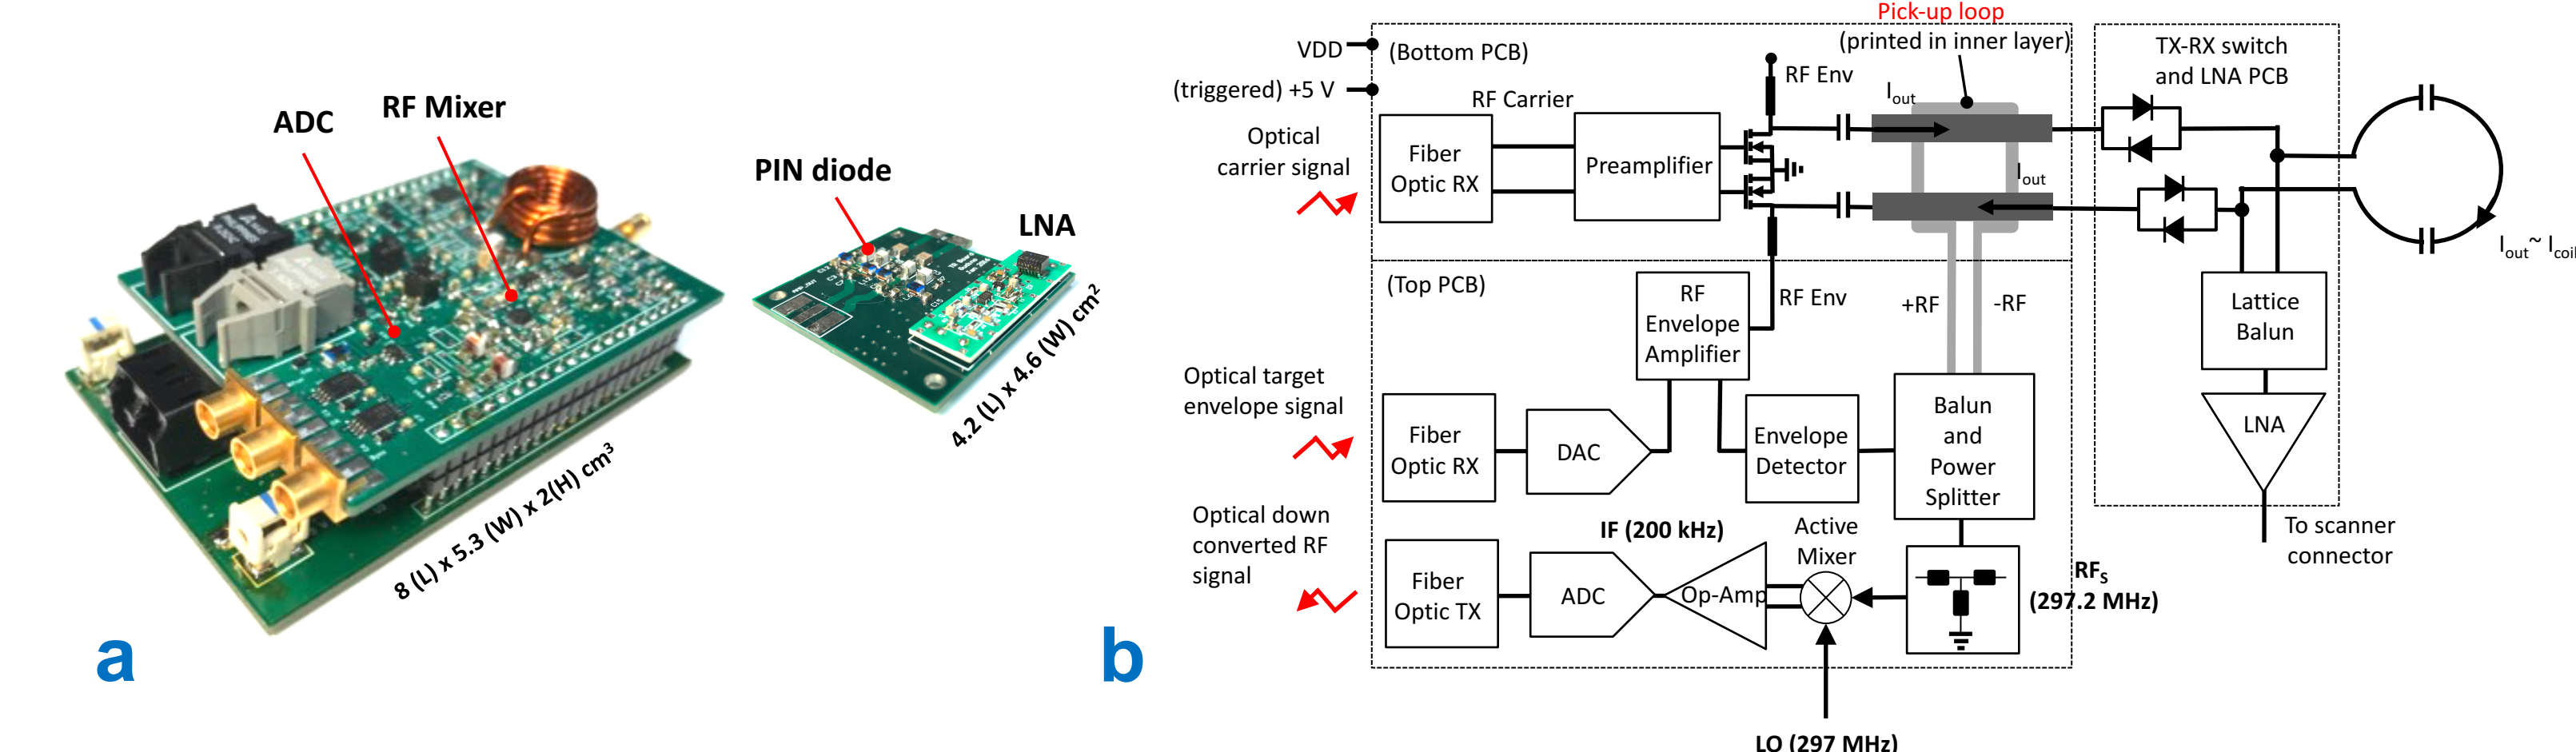 ADC
RF Mixer
PIN diode
LNA
8 (L) x 5.3 (W) x 2(H) cm³
4.2 (L) x 4.6 (W) cm²
a
b
Pick-up loop
(printed in inner layer)
VDD
(Bottom PCB)
(triggered) +5 V
RF Env
TX-RX switch
and LNA PCB
RF Carrier
Iout
Optical
carrier signal
Fiber
Optic RX
Preamplifier
Iout
Iout~ Icoil
(Top PCB)
RF
Envelope
Amplifier
RF Env
+RF
-RF
Lattice
Balun
Optical target
envelope signal
Fiber
Optic RX
DAC
Envelope
Detector
Balun
and
Power
Splitter
LNA
Optical down
converted RF
signal
IF (200 kHz)
Active
Mixer
To scanner
connector
Fiber
Optic TX
ADC
Op-Amp
RFS
(297.2 MHz)
LO (297 MHz)